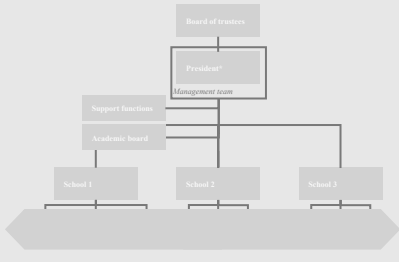 Board of trustees
President*
Management team
Support functions
Academic board
School 1
School 2
School 3